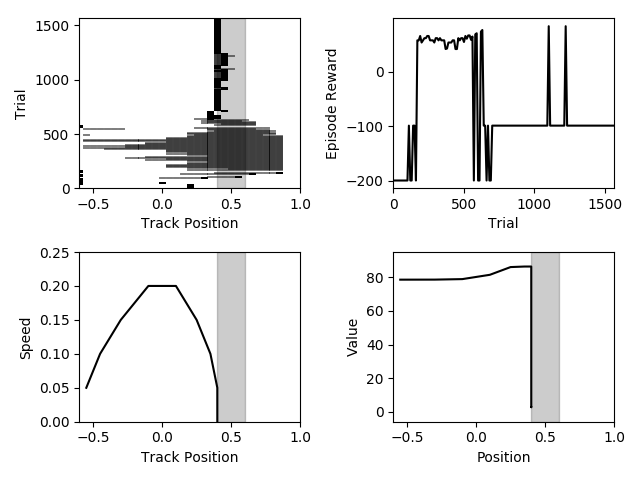 1500
1000
500
0
Trial
−0.5 0.0 0.5 1.0
Track Position
0
−100
−200
Episode Reward
0 500 1000 1500
Trial
0.25
0.20
0.15
0.10
0.05
0.00
Speed
−0.5 0.0 0.5 1.0
Track Position
80
60
40
20
0
Value
−0.5 0.0 0.5 1.0
Position